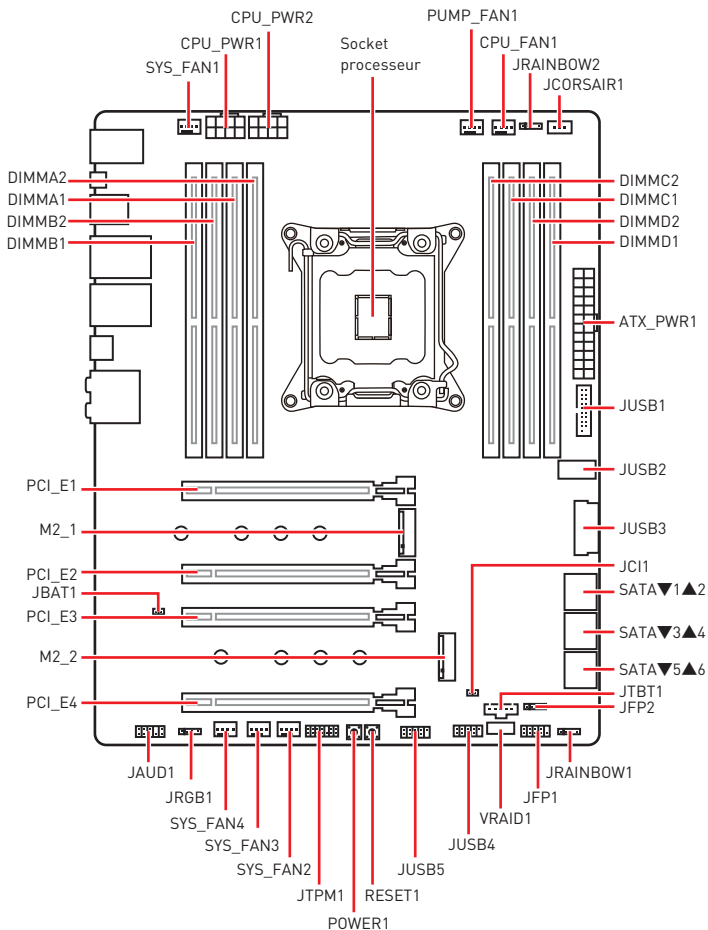 CPU_PWR2
PUMP_FAN1
CPU_PWR1
Socket
processeur
CPU_FAN1
SYS_FAN1
JRAINBOW2
JCORSAIR1
DIMMA2
DIMMA1
DIMMB2
DIMMB1
DIMMC2
DIMMC1
DIMMD2
DIMMD1
ATX_PWR1
JUSB1
JUSB2
PCI_E1
M2_1
JUSB3
JCI1
PCI_E2
JBAT1
PCI_E3
SATA▼1▲2
SATA▼3▲4
M2_2
SATA▼5▲6
PCI_E4
JTBT1
JFP2
JAUD1
JRGB1
SYS_FAN4
SYS_FAN3
SYS_FAN2
JTPM1
POWER1
RESET1
JUSB5
JUSB4
VRAID1
JFP1
JRAINBOW1